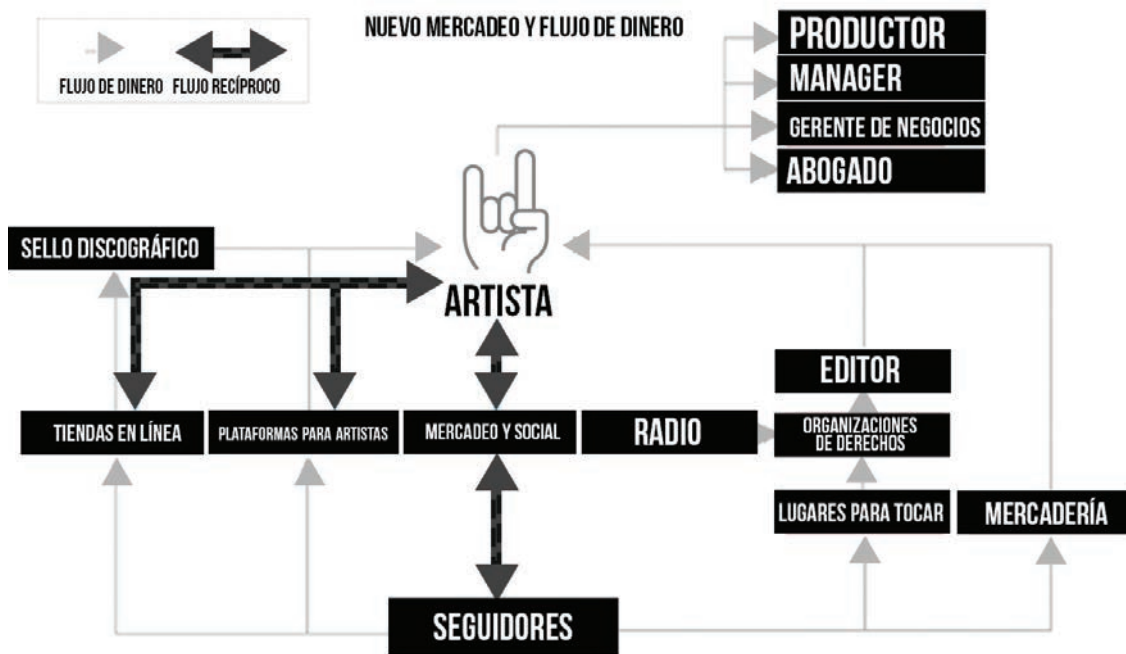 NUEVO MERCADEO Y FLUJO DE DINERO
FLUJO DE DINERO
FLUJO RECÍPROCO
PRODUCTOR
MANAGER
GERENTE DE NEGOCIOS
ABOGADO
SELLO DISCOGRÁFICO
ARTISTA
EDITOR
TIENDAS EN LÍNEA
PLATAFORMAS PARA ARTISTAS
MERCADEO Y SOCIAL
RADIO
ORGANIZACIONES
DE DERECHOS
LUGARES PARA TOCAR
MERCADERÍA
SEGUIDORES